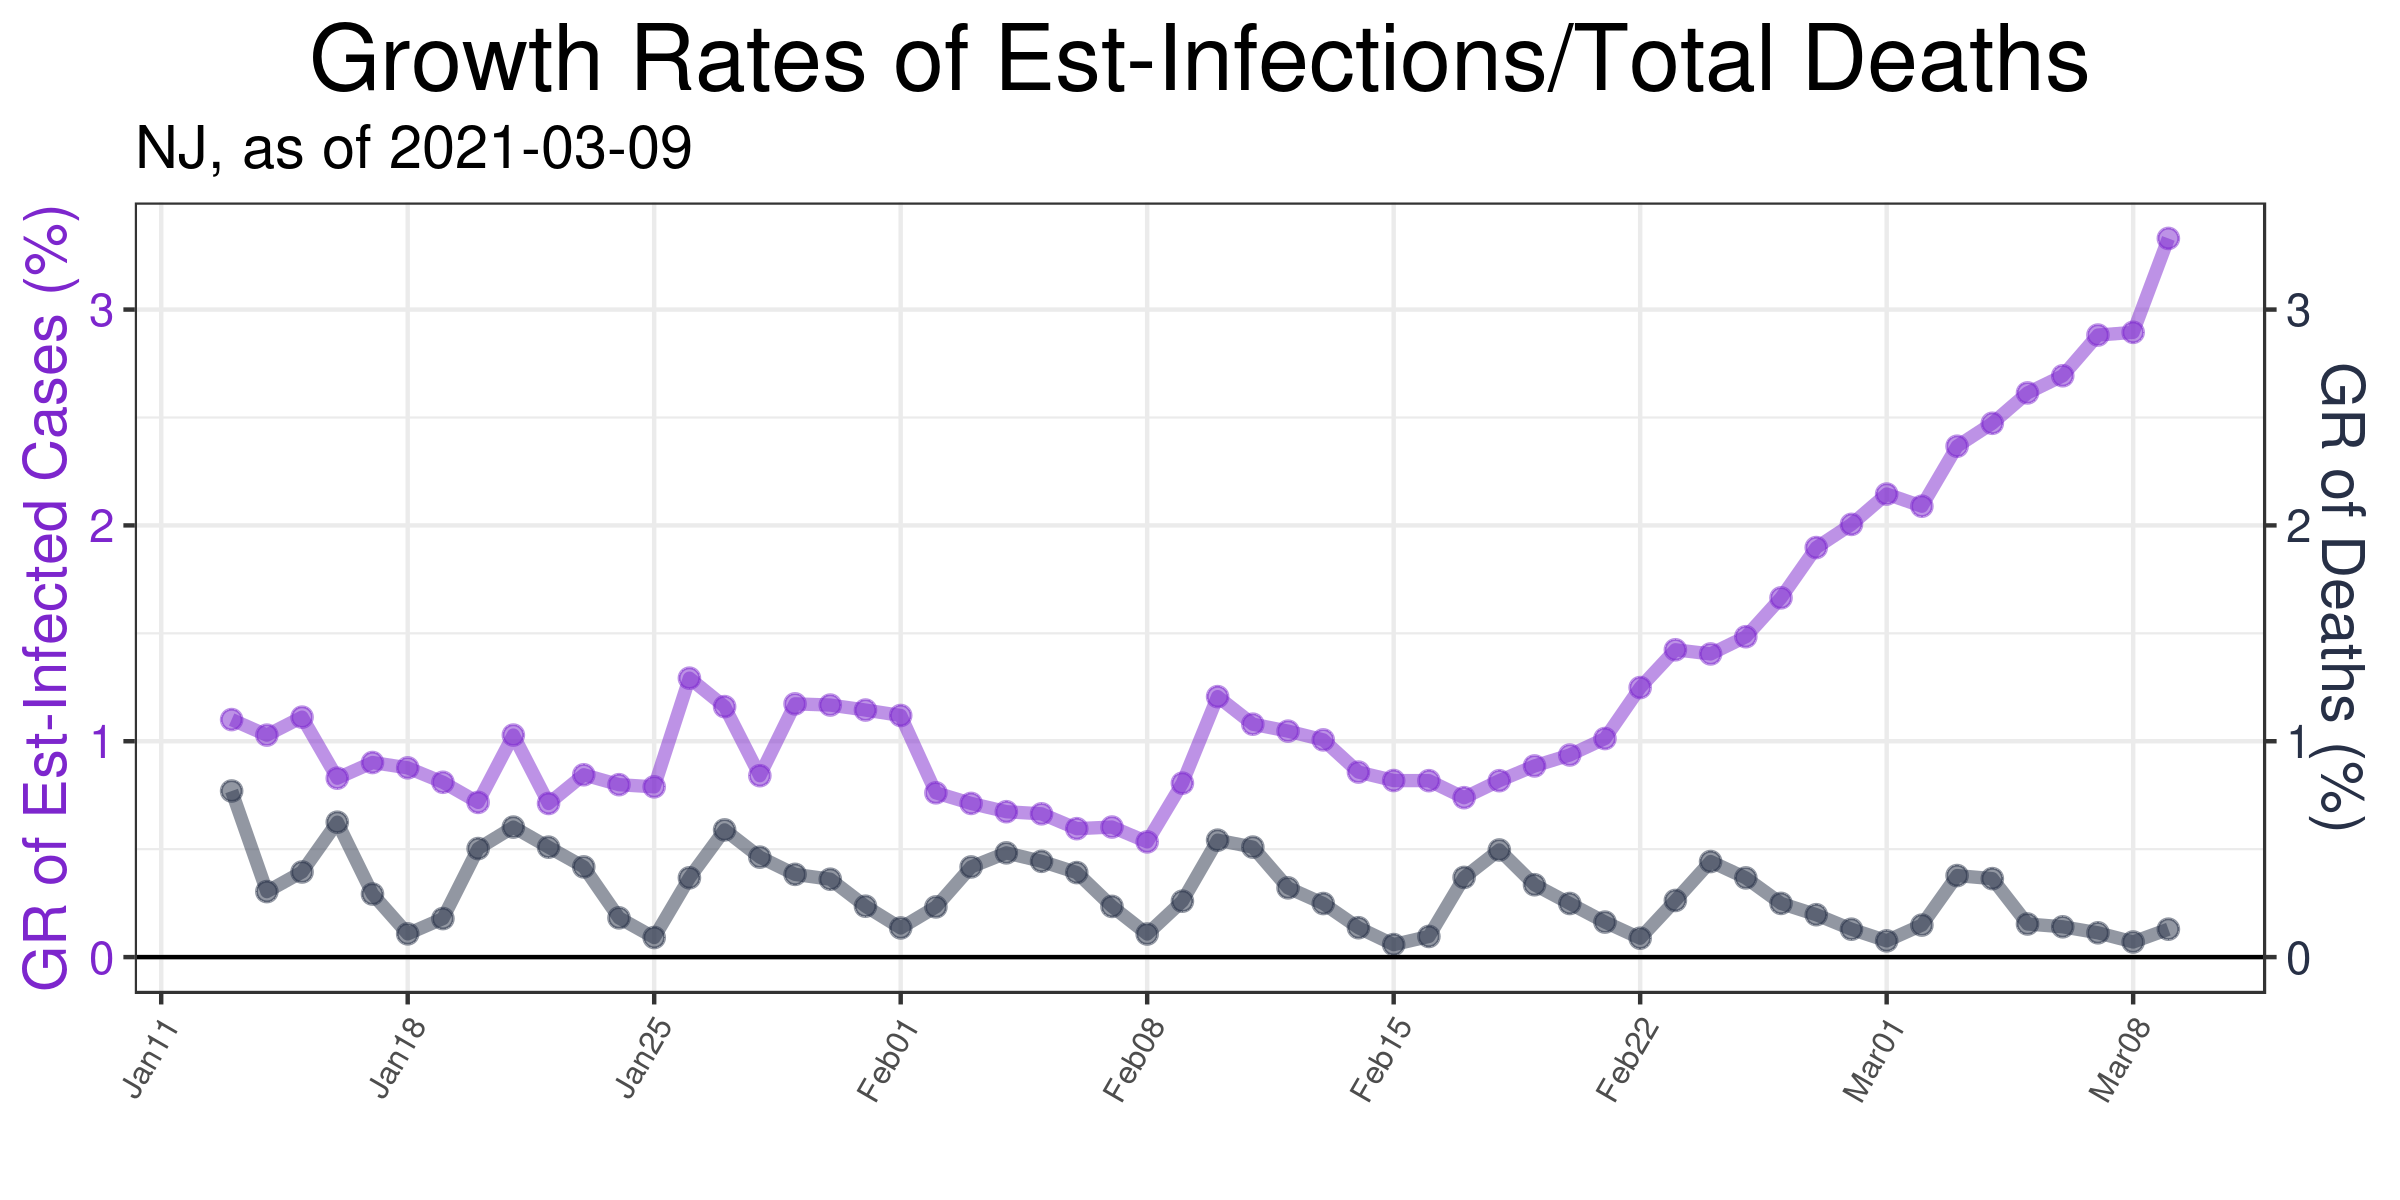 Growth Rates of Est-Infections/Total Deaths
NJ, as of 2021-03-09
GR of Est-Infected Cases (%)
3
2
1
0
3
2
1
0
GR of Deaths (%)
Jan11
Jan18
Jan25
Feb01
Feb08
Feb15
Feb22
Mar01
Mar08